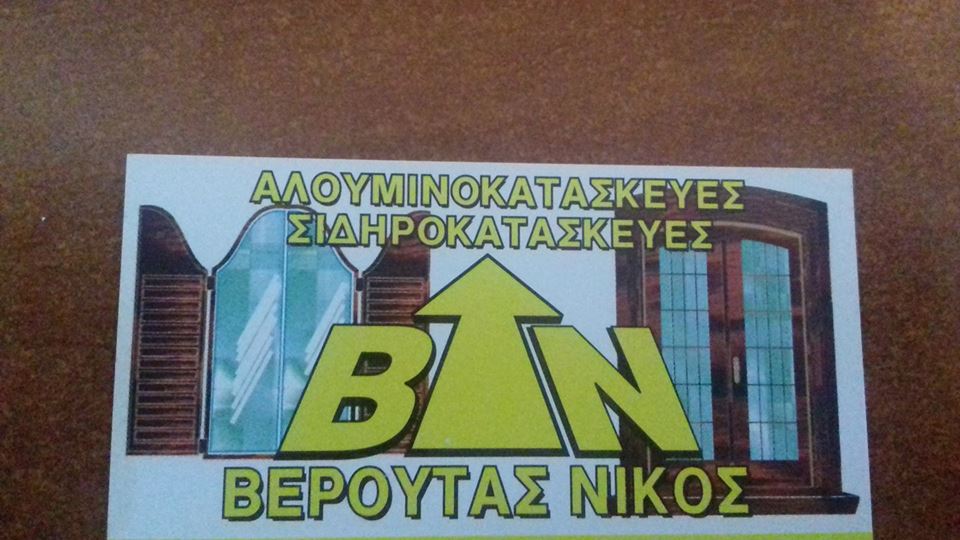 ΑΛΟΥΜΙΝΟΚΑΤΑΣΚΕΥΕΣ
ΣΙΔΗΡΟΚΑΤΑΣΚΕΥΕΣ
ΒΝ
ΒΕΡΟΥΤΑΣ ΝΙΚΟΣ